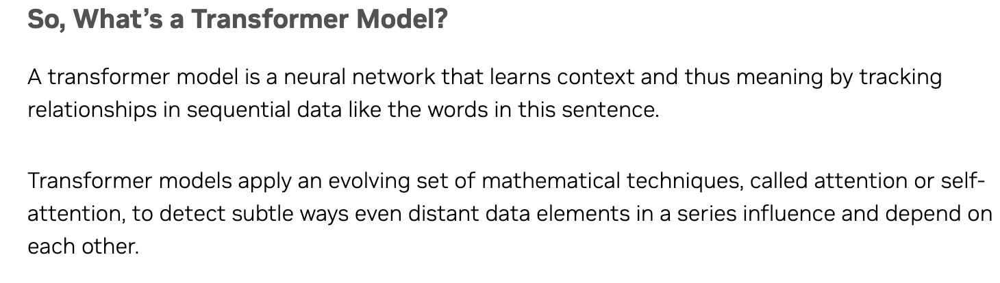 So, What’s a Transformer Model?
A transformer model is a neural network that learns context and thus meaning by tracking
relationships in sequential data like the words in this sentence.
Transformer models apply an evolving set of mathematical techniques, called attention or self-
attention, to detect subtle ways even distant data elements in a series influence and depend on
each other.